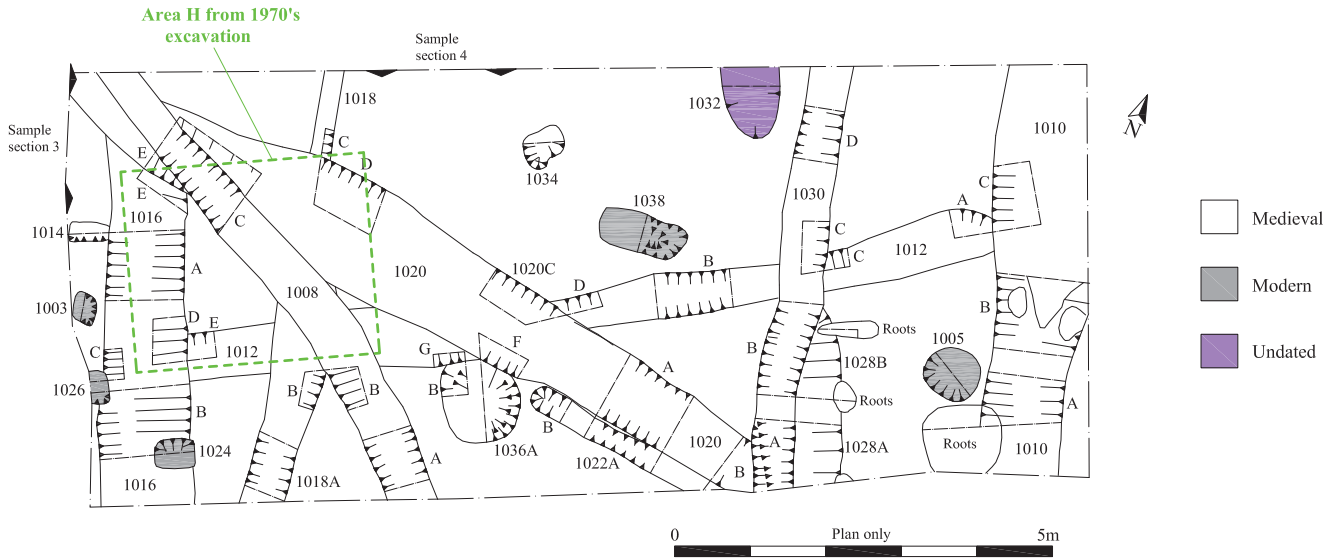 Area H from 1970's
excavation
Sample
section 4
Sample
section 3
1018
C
D
E
E
C
1016
1014
A
1003
D
E
1012
C
1026
B
1024
1016
1008
1020
B
B
1018A
A
1032
1034
1038
1020C
D
B
G
F
B
1036A
B
1022A
A
1020
B
D
1030
C
C
1012
A
C
1010
B
Roots
1028B
Roots
1028A
A
1005
Roots
B
A
1010
N
Medieval
Modern
Undated
0
Plan only
5m